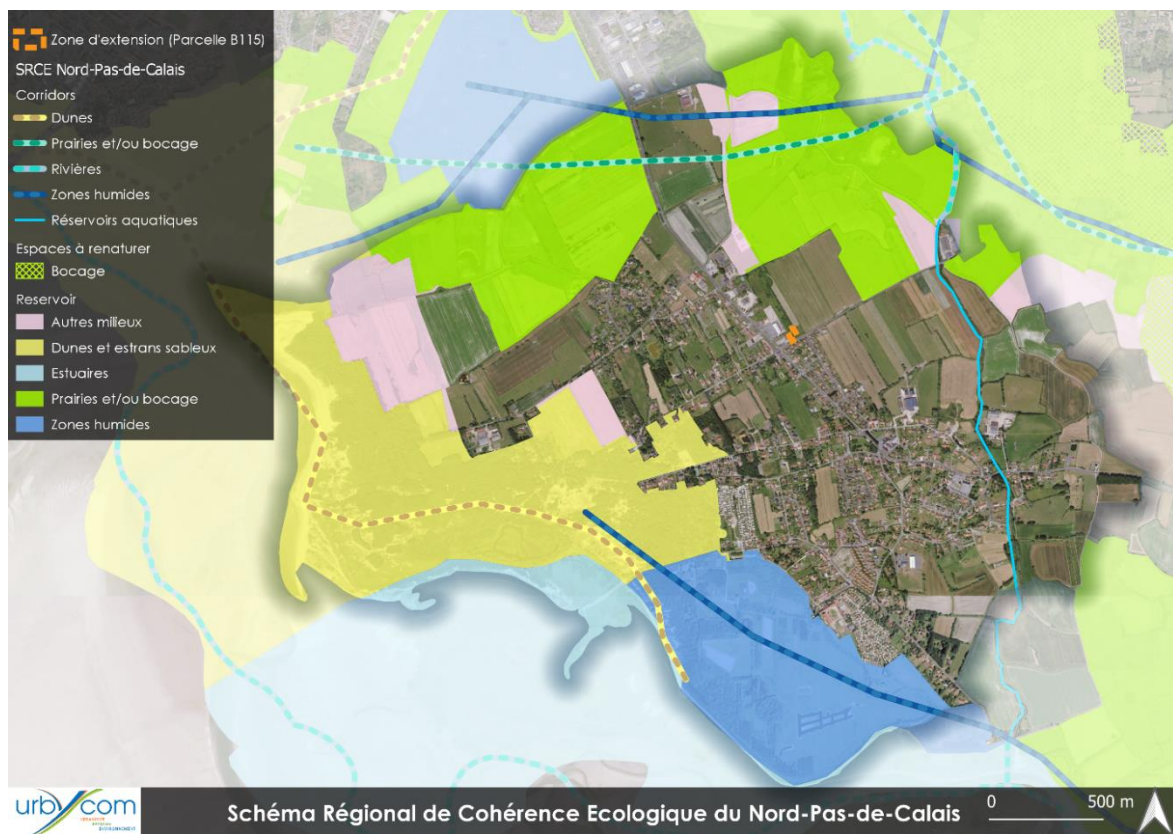 Zone d'extension (Parcelle B115)
SRCE Nord-Pas-de-Calais
Corridors
Dunes
Prairies et/ou bocage
Rivières
Zones humides
Réservoirs aquatiques
Espaces à renaturer
Bocage
Reservoir
Autres milieux
Dunes et estrans sableux
Estuaires
Prairies et/ou bocage
Zones humides
urbycom
Schéma Régional de Cohérence Ecologique du Nord-Pas-de-Calais
0 500 m